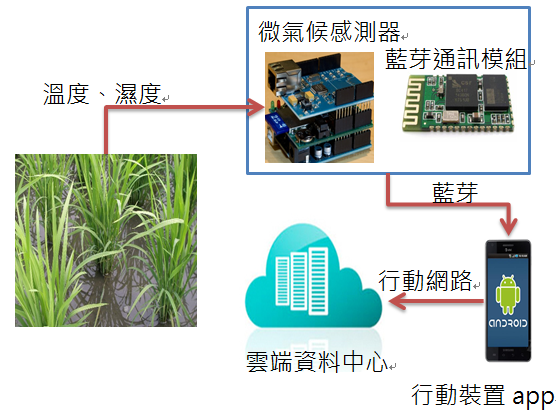 微氣候感測器
藍芽通訊模組
溫度、濕度
藍芽
行動網路
ANDROID
雲端資料中心
行動裝置 app